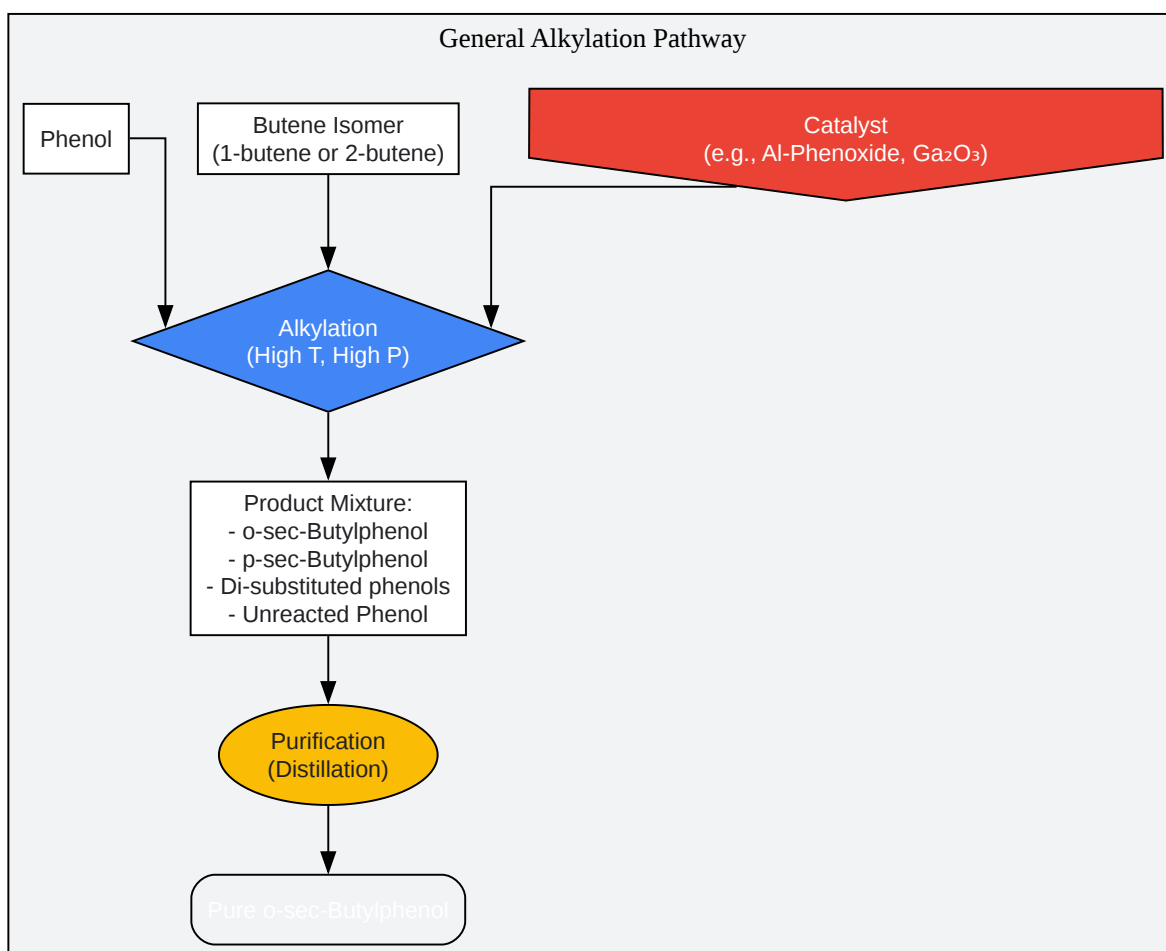 General Alkylation Pathway
Phenol
Butene Isomer
(1-butene or 2-butene)
Catalyst
(e.g., Al-Phenoxide, Ga₂O₃)
Alkylation
(High T, High P)
Product Mixture:
- o-sec-Butylphenol
- p-sec-Butylphenol
- Di-substituted phenols
- Unreacted Phenol
Purification
(Distillation)
Pure o-sec-Butylphenol